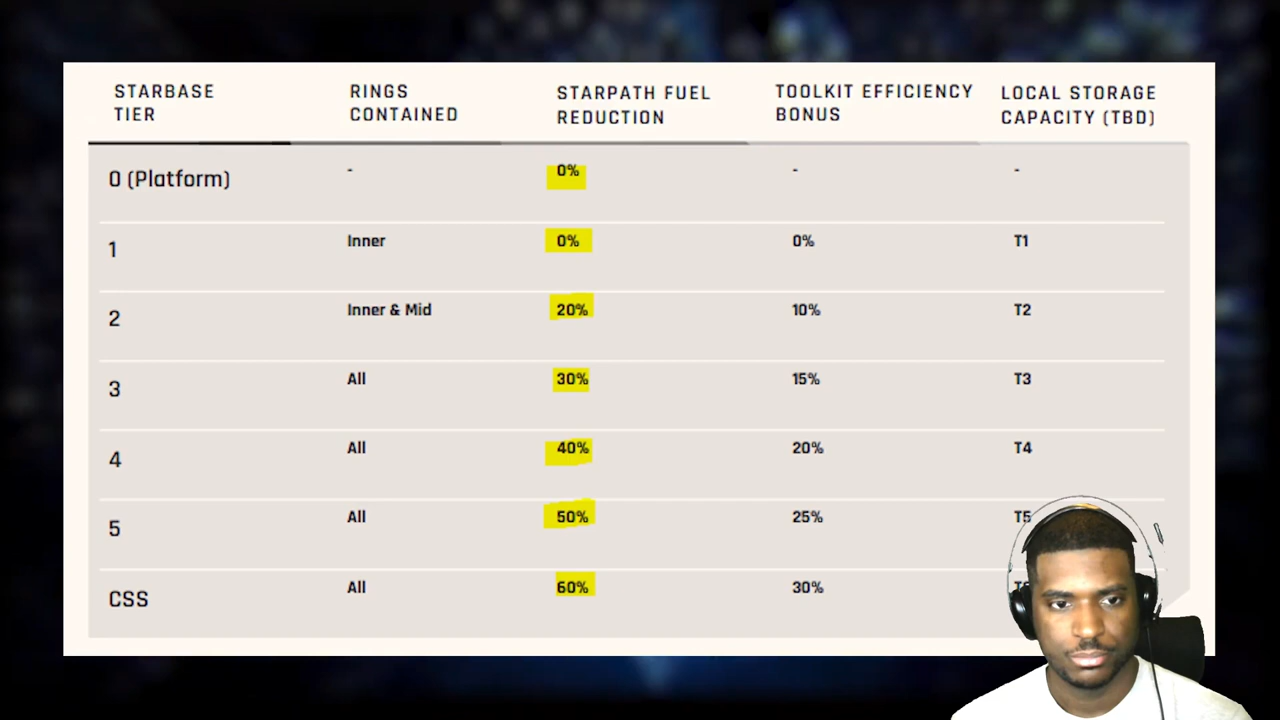 STARBASE TIER
RINGS CONTAINED
STARPATH FUEL REDUCTION
TOOLKIT EFFICIENCY BONUS
LOCAL STORAGE CAPACITY (TBD)
0 (Platform) - 0% - -
1 Inner 0% 0% T1
2 Inner & Mid 20% 10% T2
3 All 30% 15% T3
4 All 40% 20% T4
5 All 50% 25% T5
CSS All 60% 30%